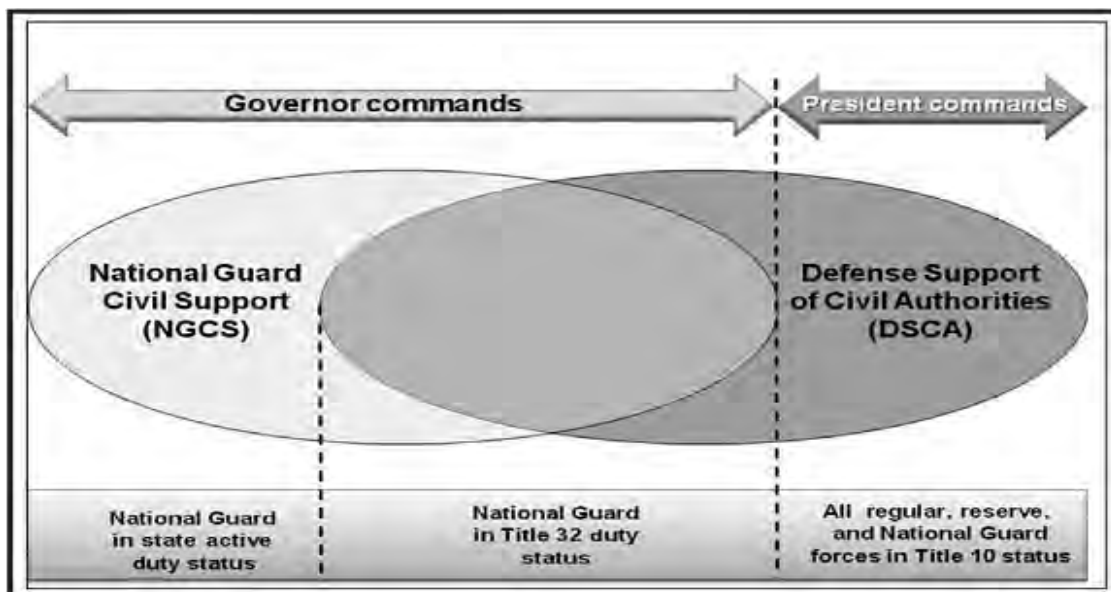 Governor commands
President commands
National Guard
Civil Support
(NGCS)
Defense Support
of Civil Authorities
(DSCA)
National Guard
in state active
duty status
National Guard
in Title 32 duty
status
All regular, reserve,
and National Guard
forces in Title 10 status